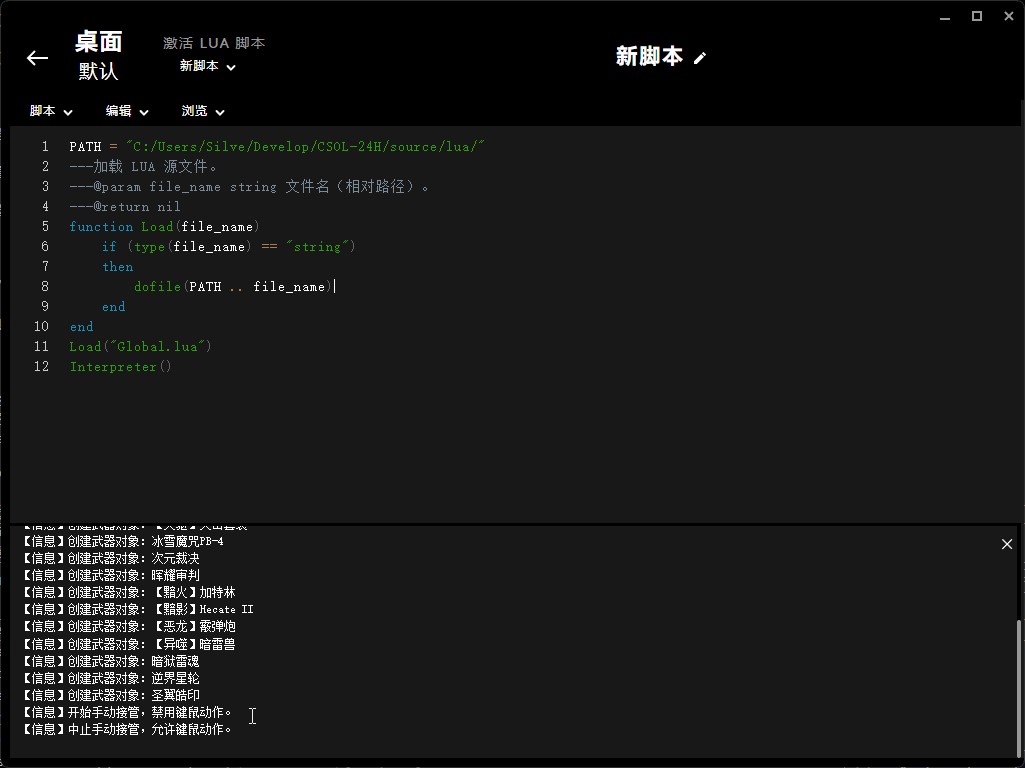 桌面
默认
激活 LUA 脚本
新脚本
新脚本
脚本 编辑 浏览
1 PATH = "C:/Users/Silve/Develop/CSOL-24H/source/lua/"
2 ---加载 LUA 源文件。
3 ---@param file_name string 文件名（相对路径）。
4 ---@return nil
5 function Load(file_name)
6 if (type(file_name) == "string")
7 then
8 dofile(PATH .. file_name)
9 end
10 end
11 Load("Global.lua")
12 Interpreter()
【信息】创建武器对象：
【信息】创建武器对象：冰雪魔咒PB-4
【信息】创建武器对象：次元裁决
【信息】创建武器对象：晖耀审判
【信息】创建武器对象：【黯火】加特林
【信息】创建武器对象：【黯影】Hecate II
【信息】创建武器对象：【恶龙】霰弹炮
【信息】创建武器对象：【异噬】暗雷兽
【信息】创建武器对象：暗狱雷魂
【信息】创建武器对象：逆界星轮
【信息】创建武器对象：圣翼皓印
【信息】开始手动接管，禁用键鼠动作。
【信息】中止手动接管，允许键鼠动作。